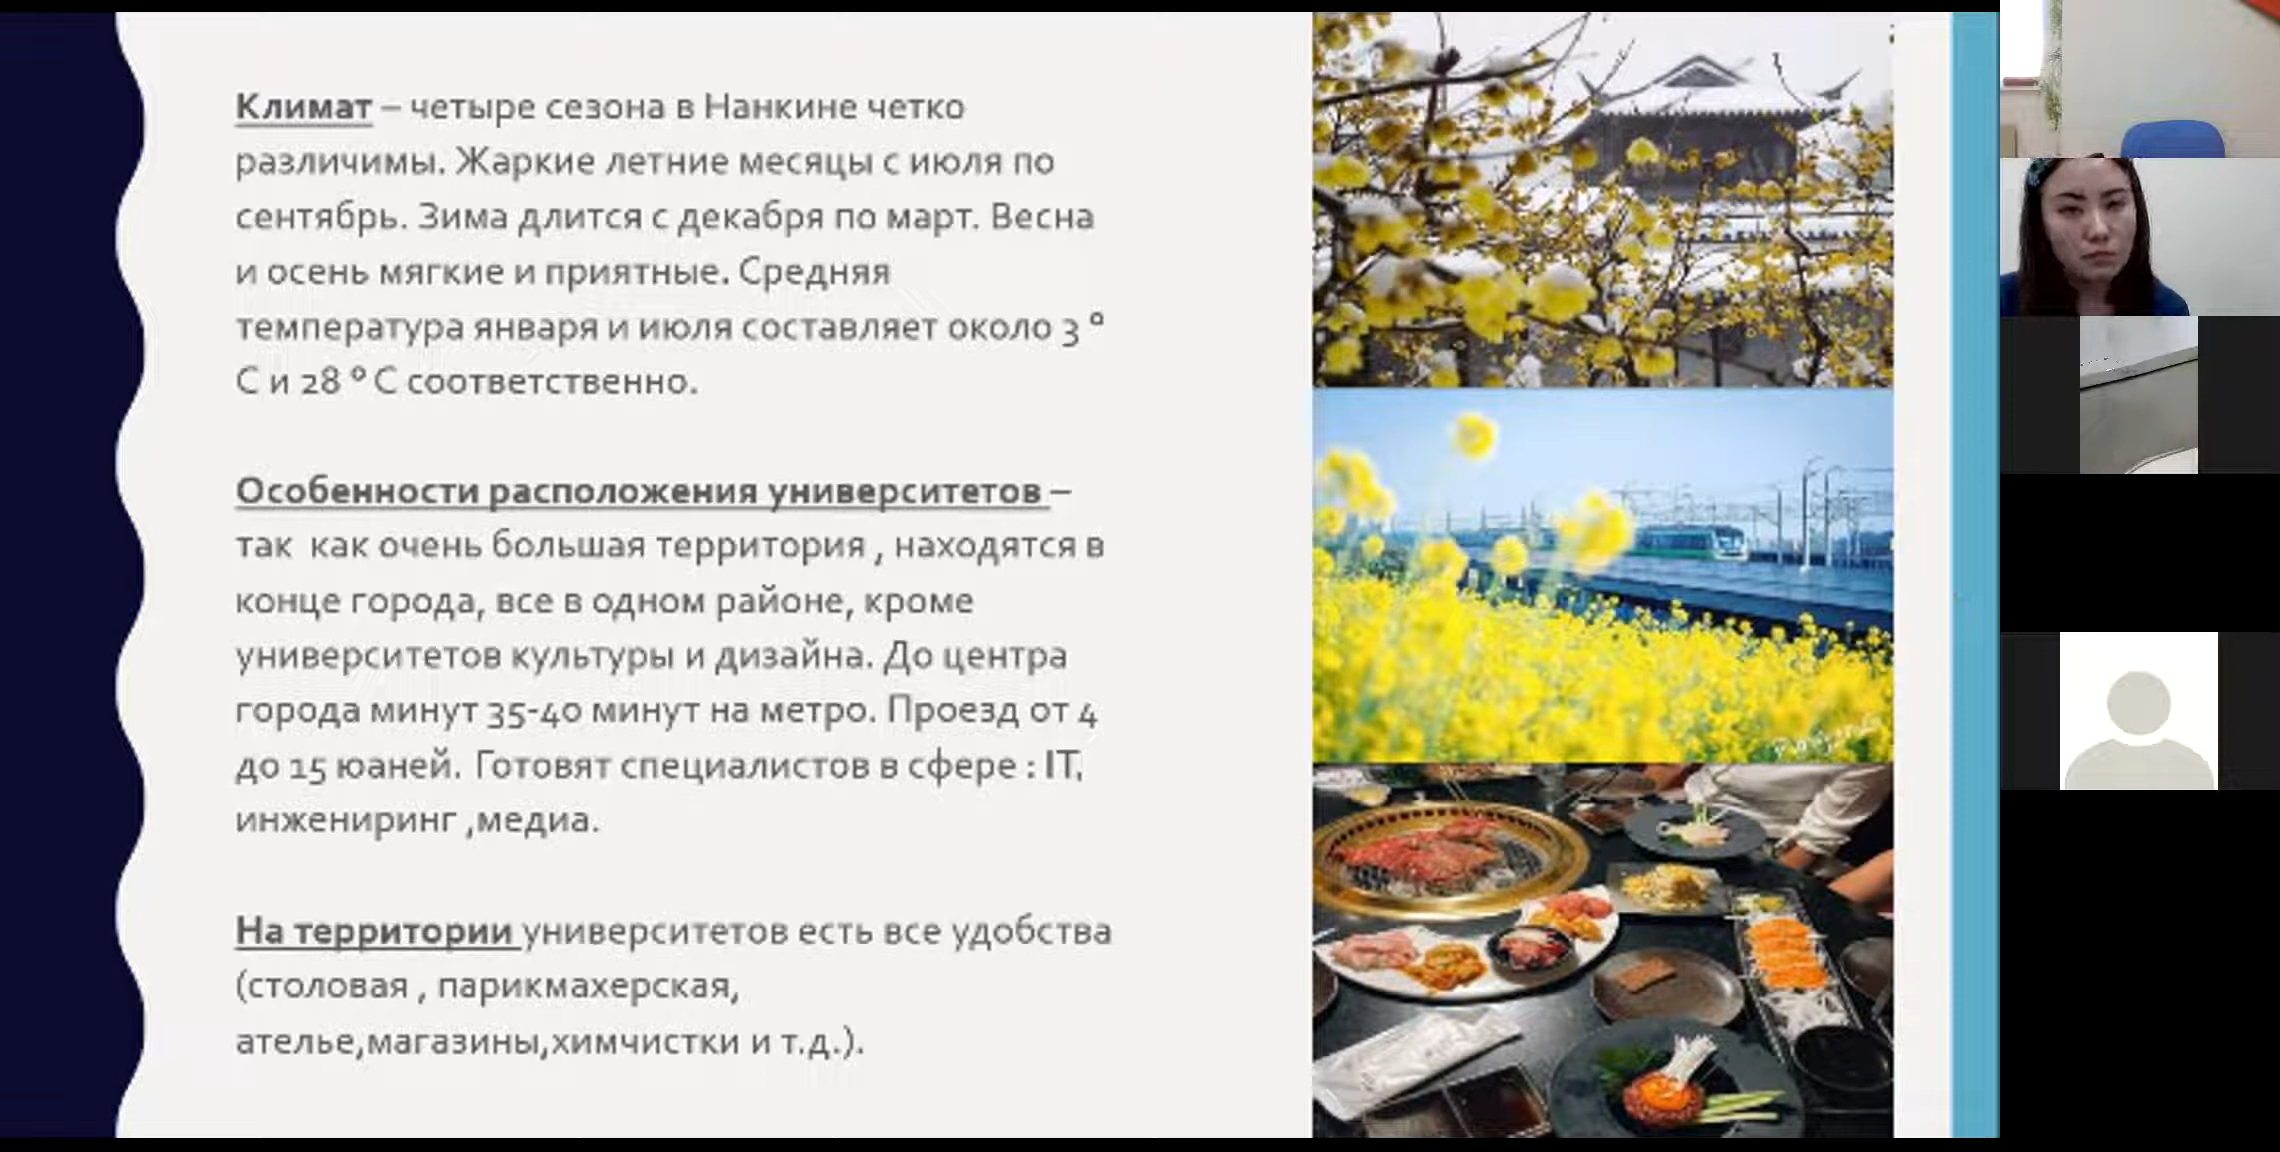 Климат – четыре сезона в Нанкине четко
различимы. Жаркие летние месяцы с июля по
сентябрь. Зима длится с декабря по март. Весна
и осень мягкие и приятные. Средняя
температура января и июля составляет около 3 °
C и 28 ° C соответственно.
Особенности расположения университетов –
так как очень большая территория , находятся в
конце города, все в одном районе, кроме
университетов культуры и дизайна. До центра
города минут 35-40 минут на метро. Проезд от 4
до 15 юаней. Готовят специалистов в сфере : IT,
инжениринг ,медиа.
На территории университетов есть все удобства
(столовая , парикмахерская,
ателье,магазины,химчистки и т.д.).